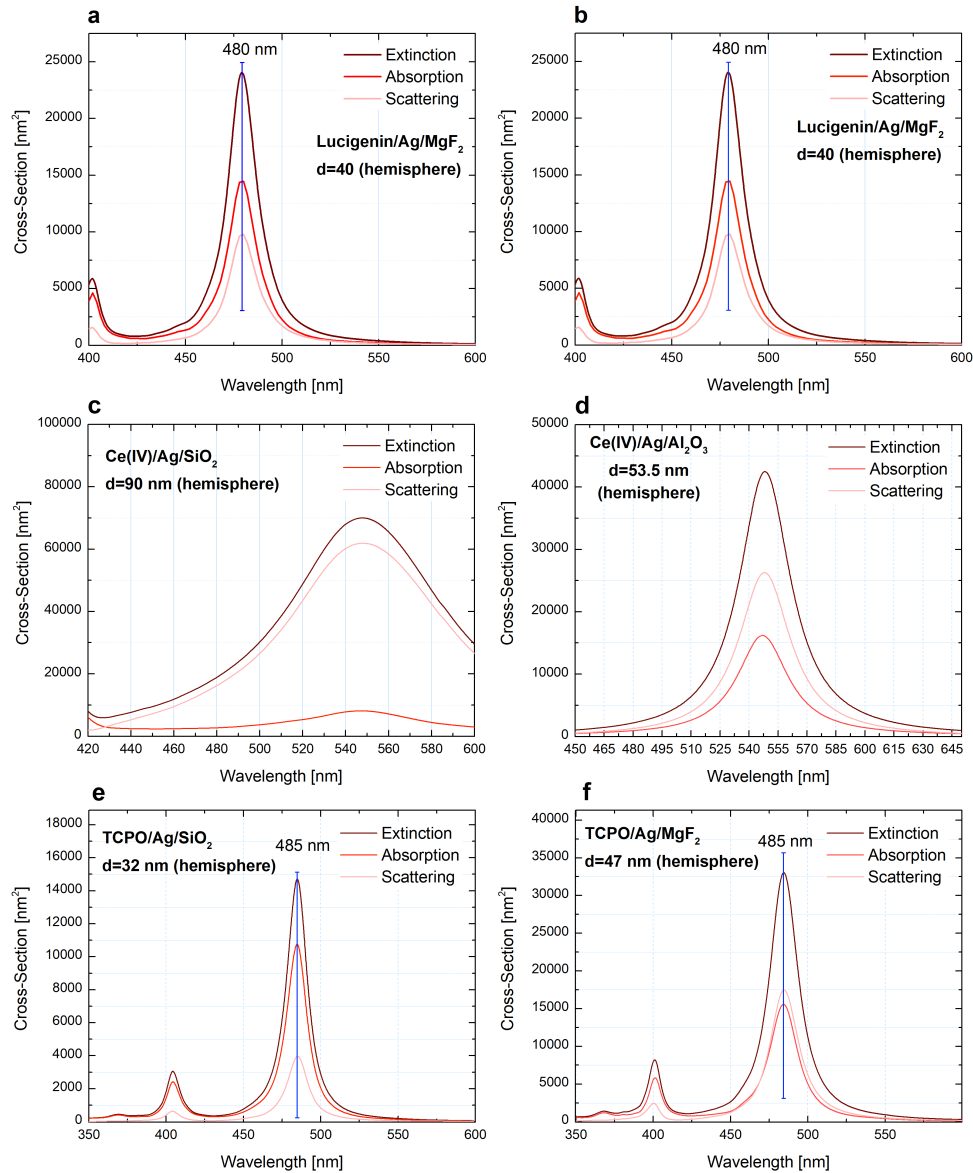 a
480 nm
Extinction
Absorption
Scattering
Lucigenin/Ag/MgF₂
d=40 (hemisphere)
25000
20000
15000
10000
5000
0
Cross-Section [nm²]
400 450 500 550 600
Wavelength [nm]
b
480 nm
Extinction
Absorption
Scattering
Lucigenin/Ag/MgF₂
d=40 (hemisphere)
25000
20000
15000
10000
5000
0
Cross-Section [nm²]
400 450 500 550 600
Wavelength [nm]
c
Ce(IV)/Ag/SiO₂
d=90 nm (hemisphere)
Extinction
Absorption
Scattering
100000
80000
60000
40000
20000
0
Cross-Section [nm²]
420 440 460 480 500 520 540 560 580 600
Wavelength [nm]
d
Ce(IV)/Ag/Al₂O₃
d=53.5 nm
(hemisphere)
Extinction
Absorption
Scattering
50000
40000
30000
20000
10000
0
Cross-Section [nm²]
450 465 480 495 510 525 540 555 570 585 600 615 630 645
Wavelength [nm]
e
TCPO/Ag/SiO₂
d=32 nm (hemisphere)
485 nm
Extinction
Absorption
Scattering
18000
16000
14000
12000
10000
8000
6000
4000
2000
0
Cross-Section [nm²]
350 400 450 500 550 600
Wavelength [nm]
f
TCPO/Ag/MgF₂
d=47 nm (hemisphere)
485 nm
Extinction
Absorption
Scattering
40000
35000
30000
25000
20000
15000
10000
5000
0
Cross-Section [nm²]
350 400 450 500 550
Wavelength [nm]